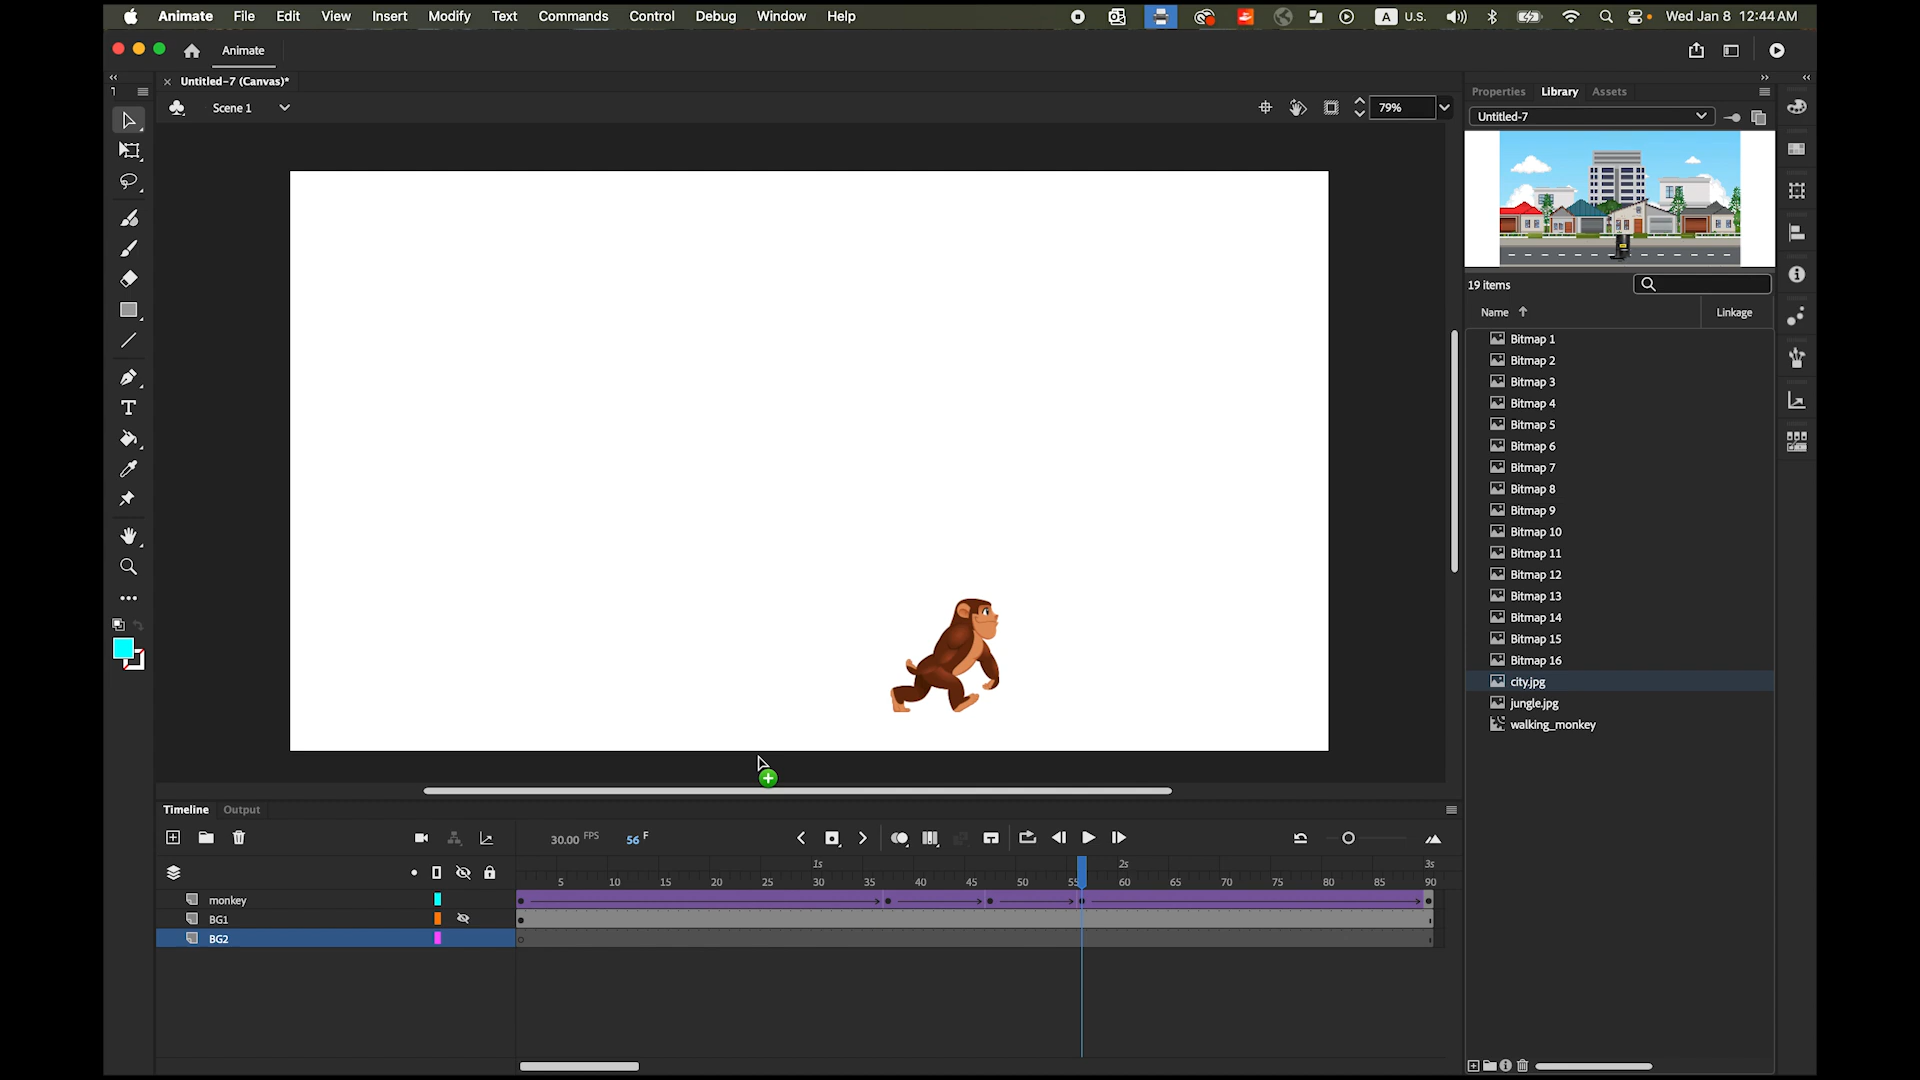 Animate File Edit View Insert Modify Text Commands Control Debug Window Help A U.S. Wed Jan 8 12:44 AM
Animate
Untitled-7 (Canvas)*
Scene 1
79%
Properties Library Assets
Untitled-7
19 items
Name Linkage
Bitmap 1
Bitmap 2
Bitmap 3
Bitmap 4
Bitmap 5
Bitmap 6
Bitmap 7
Bitmap 8
Bitmap 9
Bitmap 10
Bitmap 11
Bitmap 12
Bitmap 13
Bitmap 14
Bitmap 15
Bitmap 16
city.jpg
jungle.jpg
walking_monkey
Timeline Output
30.00 FPS 56 F
1s 2s 3s
5 10 15 20 25 30 35 40 45 50 55 60 65 70 75 80 85 90
monkey
BG1
BG2